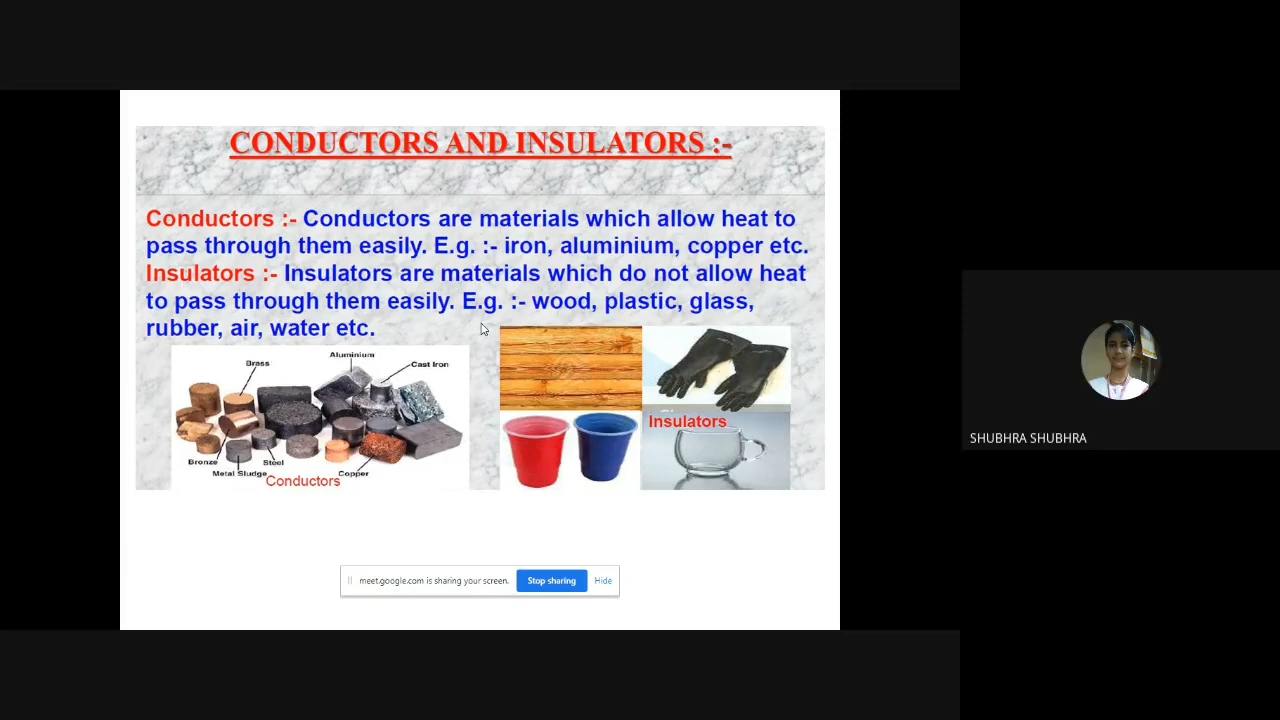 CONDUCTORS AND INSULATORS :-
Conductors :- Conductors are materials which allow heat to
pass through them easily. E.g. :- iron, aluminium, copper etc.
Insulators :- Insulators are materials which do not allow heat
to pass through them easily. E.g. :- wood, plastic, glass,
rubber, air, water etc.
Aluminium
Brass
Cast Iron
Bronze
Steel
Metal Sludge
Copper
Conductors
Insulators
SHUBHRA SHUBHRA
meet.google.com is sharing your screen.
Stop sharing
Hide